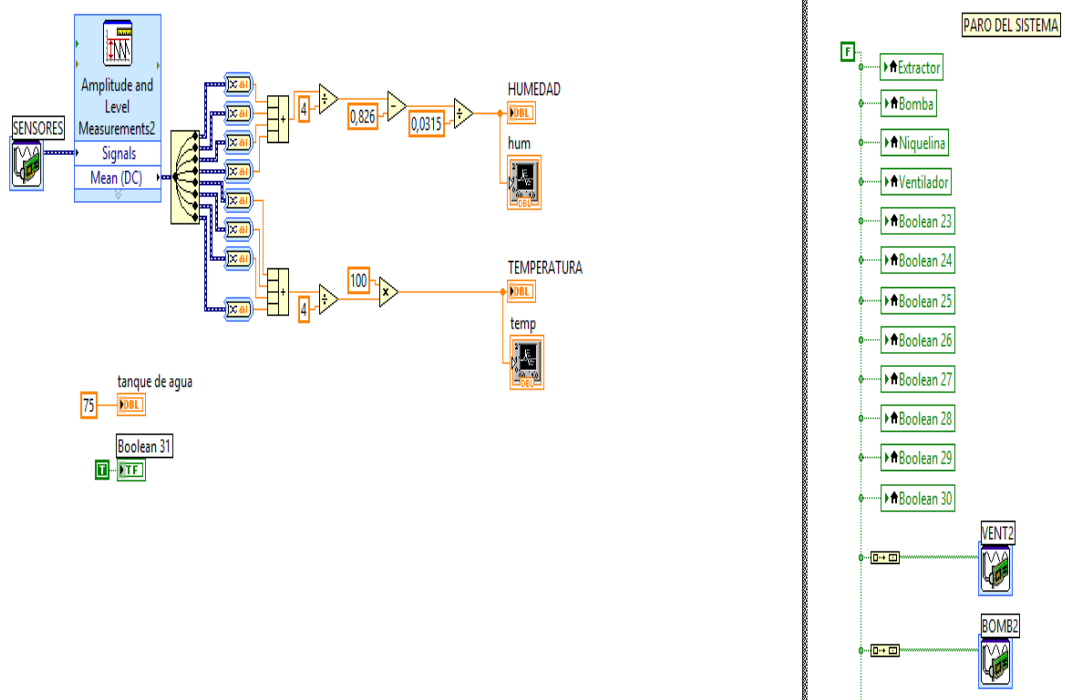 SENSORES
Amplitude and
Level
Measurements2
Signals
Mean (DC)
4
0,826
0,0315
HUMEDAD
DBL
hum
DBL
4
100
TEMPERATURA
DBL
temp
DBL
tanque de agua
75
DBL
Boolean 31
T
TF
PARO DEL SISTEMA
F
Extractor
Bomba
Niquelina
Ventilador
Boolean 23
Boolean 24
Boolean 25
Boolean 26
Boolean 27
Boolean 28
Boolean 29
Boolean 30
VENT2
BOMB2